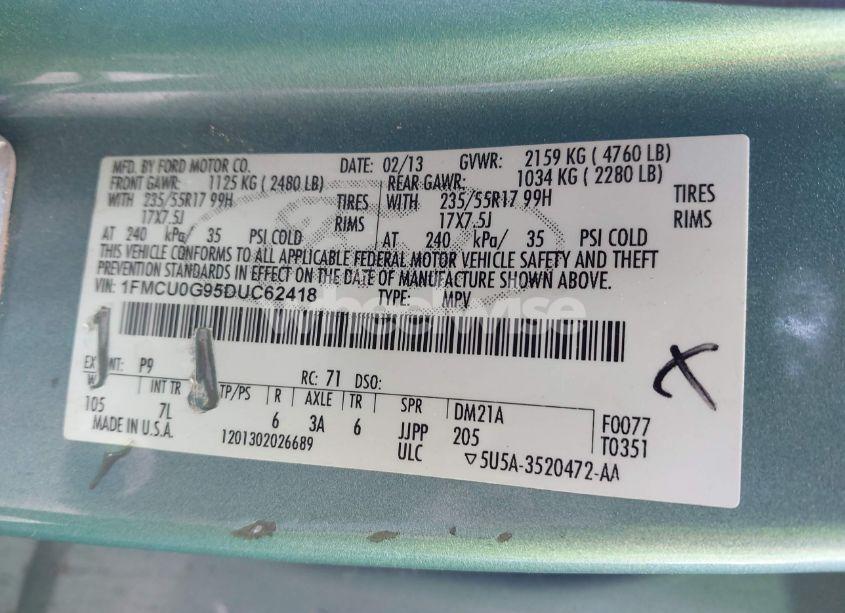 MFD. BY FORD MOTOR CO. DATE: 02/13 GVWR: 2159 KG ( 4760 LB)
FRONT GAWR: 1125 KG ( 2480 LB) REAR GAWR: 1034 KG ( 2280 LB)
WITH 235/55R17 99H TIRES WITH 235/55R17 99H TIRES
17X7.5J RIMS 17X7.5J RIMS
AT 240 kPa/ 35 PSI COLD AT 240 kPa/ 35 PSI COLD
THIS VEHICLE CONFORMS TO ALL APPLICABLE FEDERAL MOTOR VEHICLE SAFETY AND THEFT
PREVENTION STANDARDS IN EFFECT ON THE DATE OF MANUFACTURE SHOWN ABOVE.
VIN: 1FMCU0G95DUC62418 TYPE: MPV
wheelwise
P9 RC: 71 DSO:
INT TR TP/PS R AXLE TR SPR DM21A F0077
105 7L 6 3A 6 JJPP 205 T0351
MADE IN U.S.A. 1201302026689 ULC ▽5U5A-3520472-AA
X